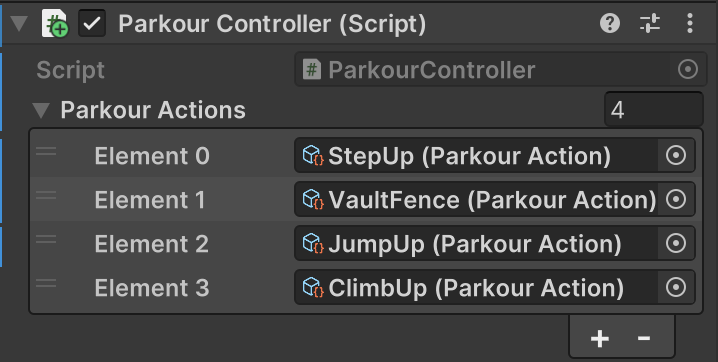 Parkour Controller (Script)
Script ParkourController
Parkour Actions 4
Element 0 StepUp (Parkour Action)
Element 1 VaultFence (Parkour Action)
Element 2 JumpUp (Parkour Action)
Element 3 ClimbUp (Parkour Action)
+ -